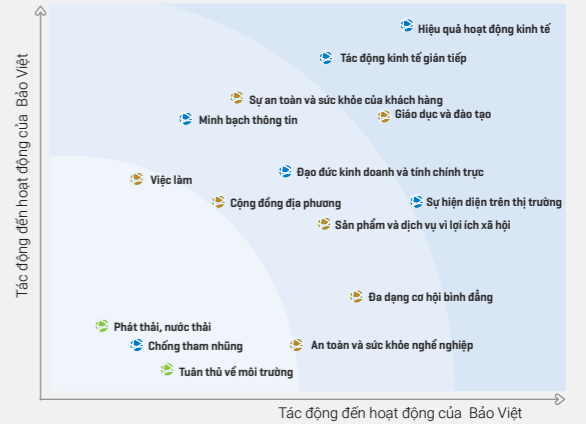 Tác động đến hoạt động của Bảo Việt
Hiệu quả hoạt động kinh tế
Tác động kinh tế gián tiếp
Sự an toàn và sức khỏe của khách hàng
Giáo dục và đào tạo
Minh bạch thông tin
Đạo đức kinh doanh và tính chính trực
Việc làm
Cộng đồng địa phương
Sự hiện diện trên thị trường
Sản phẩm và dịch vụ vì lợi ích xã hội
Đa dạng cơ hội bình đẳng
Phát thải, nước thải
Chống tham nhũng
An toàn và sức khỏe nghề nghiệp
Tuân thủ về môi trường
Tác động đến hoạt động của Bảo Việt